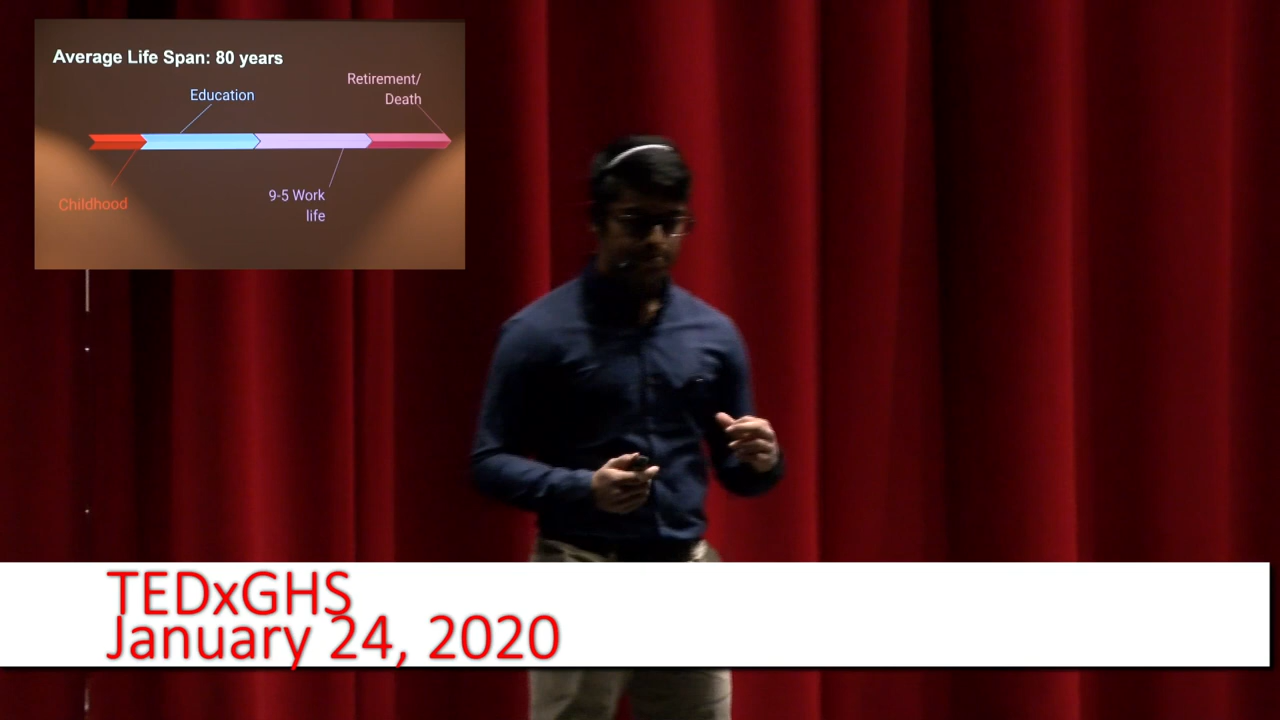 Average Life Span: 80 years
Retirement/
Death
Education
9-5 Work
life
Childhood
TEDxGHS
January 24, 2020